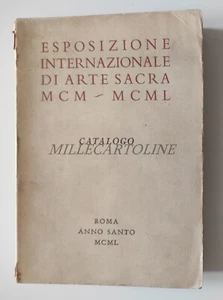 ESPOSIZIONE
INTERNAZIONALE
DI ARTE SACRA
MCM – MCML
CATALOGO
MILLECARTOLINE
ROMA
ANNO SANTO
MCML